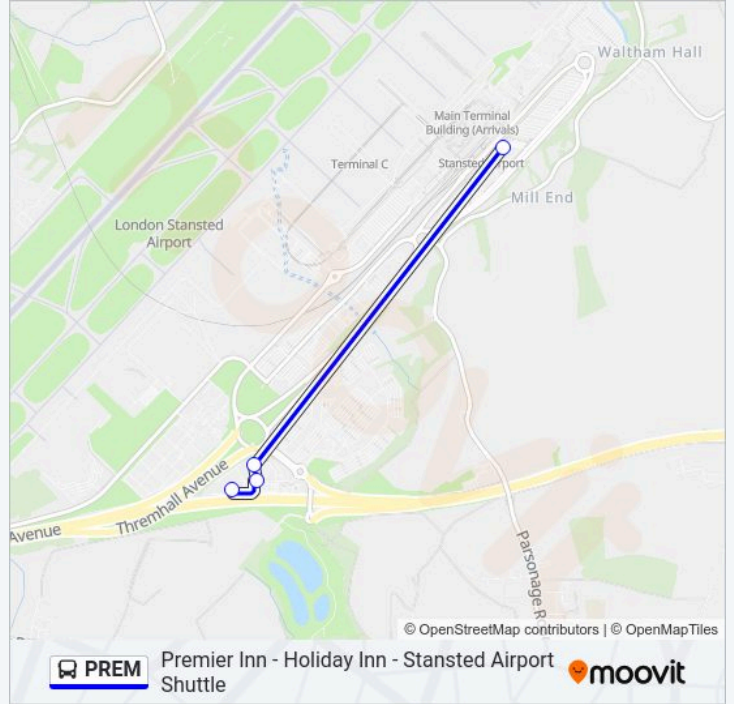 Waltham Hall
Main Terminal
Building (Arrivals)
Terminal C
Stansted Airport
Mill End
London Stansted
Airport
Thremhall Avenue
Avenue
Parsonage R
© OpenStreetMap contributors | © OpenMapTiles
PREM
Premier Inn - Holiday Inn - Stansted Airport
Shuttle
moovit